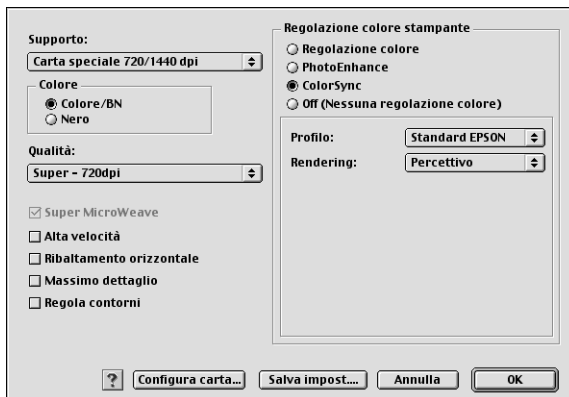 Supporto:
Carta speciale 720/1440 dpi
Colore
Colore/BN
Nero
Qualità:
Super - 720dpi
Super MicroWeave
Alta velocità
Ribaltamento orizzontale
Massimo dettaglio
Regola contorni
Regolazione colore stampante
Regolazione colore
PhotoEnhance
ColorSync
Off (Nessuna regolazione colore)
Profilo: Standard EPSON
Rendering: Percettivo
? Configura carta... Salva impost.... Annulla OK